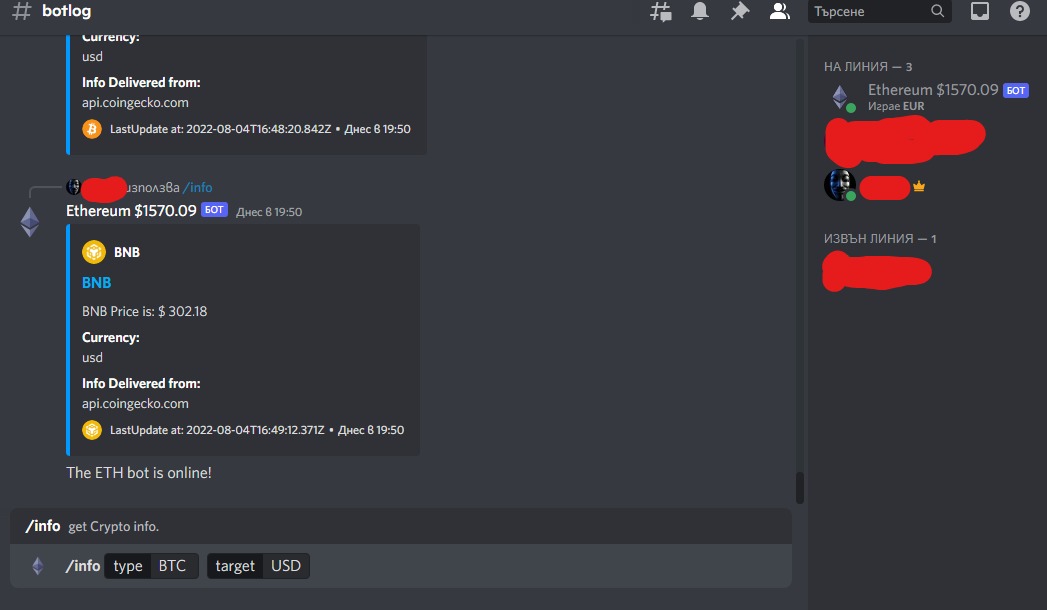 botlog
Търсене
Currency:
usd
Info Delivered from:
api.coingecko.com
LastUpdate at: 2022-08-04T16:48:20.842Z • Днес в 19:50
използва /info
Ethereum $1570.09 БОТ Днес в 19:50
BNB
BNB
BNB Price is: $ 302.18
Currency:
usd
Info Delivered from:
api.coingecko.com
LastUpdate at: 2022-08-04T16:49:12.371Z • Днес в 19:50
The ETH bot is online!
/info get Crypto info.
/info type BTC target USD
НА ЛИНИЯ — 3
Ethereum $1570.09 БОТ
Играе EUR
ИЗВЪН ЛИНИЯ — 1